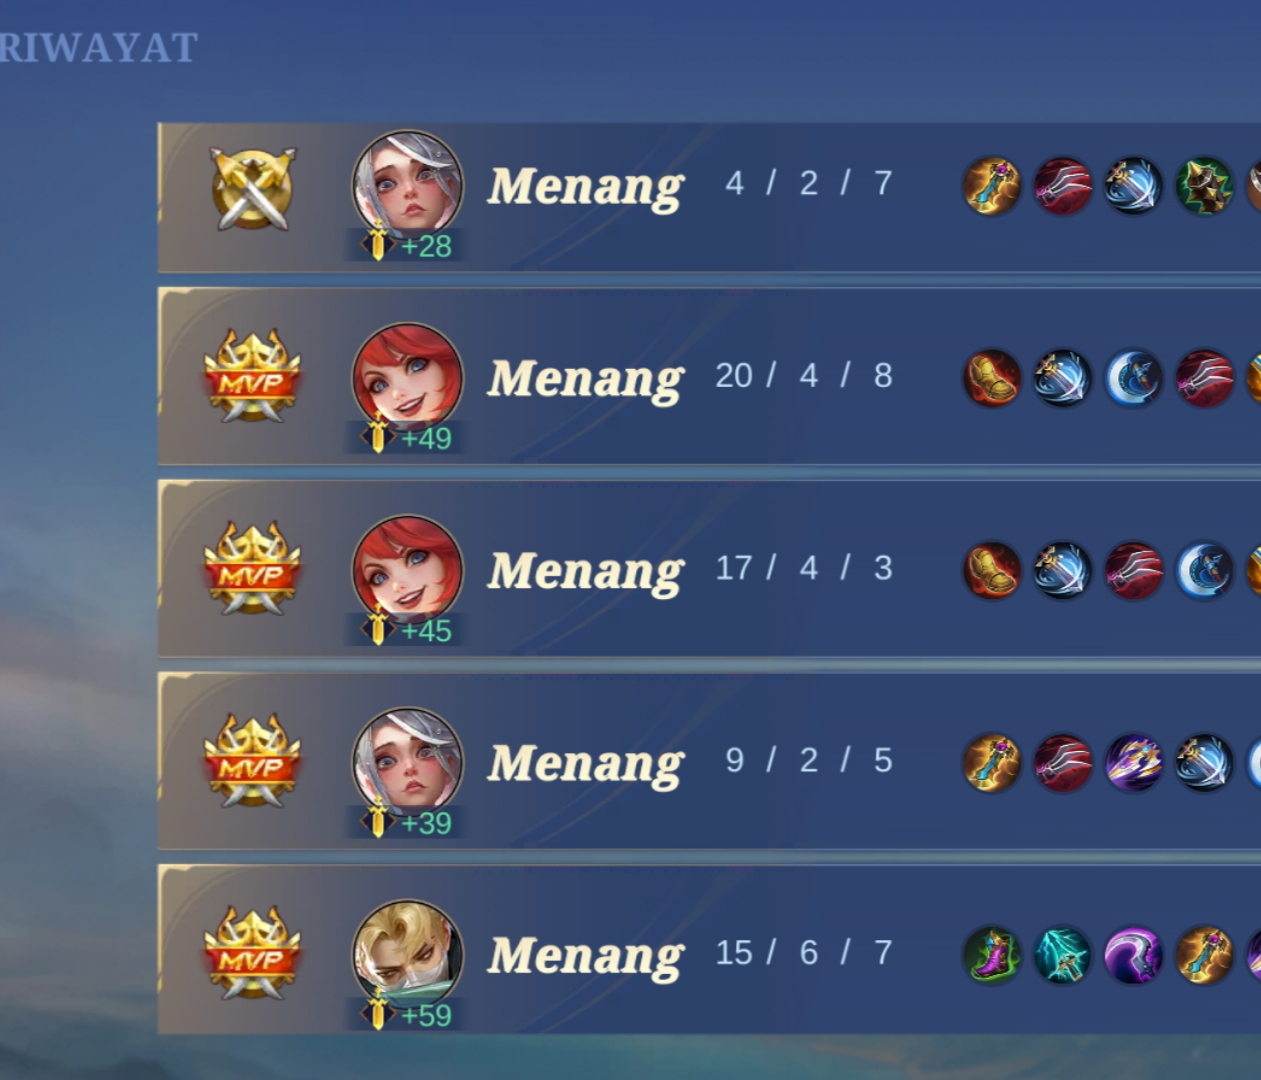 RIWAYAT
Menang 4 / 2 / 7
+28
MVP Menang 20 / 4 / 8
+49
MVP Menang 17 / 4 / 3
+45
MVP Menang 9 / 2 / 5
+39
MVP Menang 15 / 6 / 7
+59